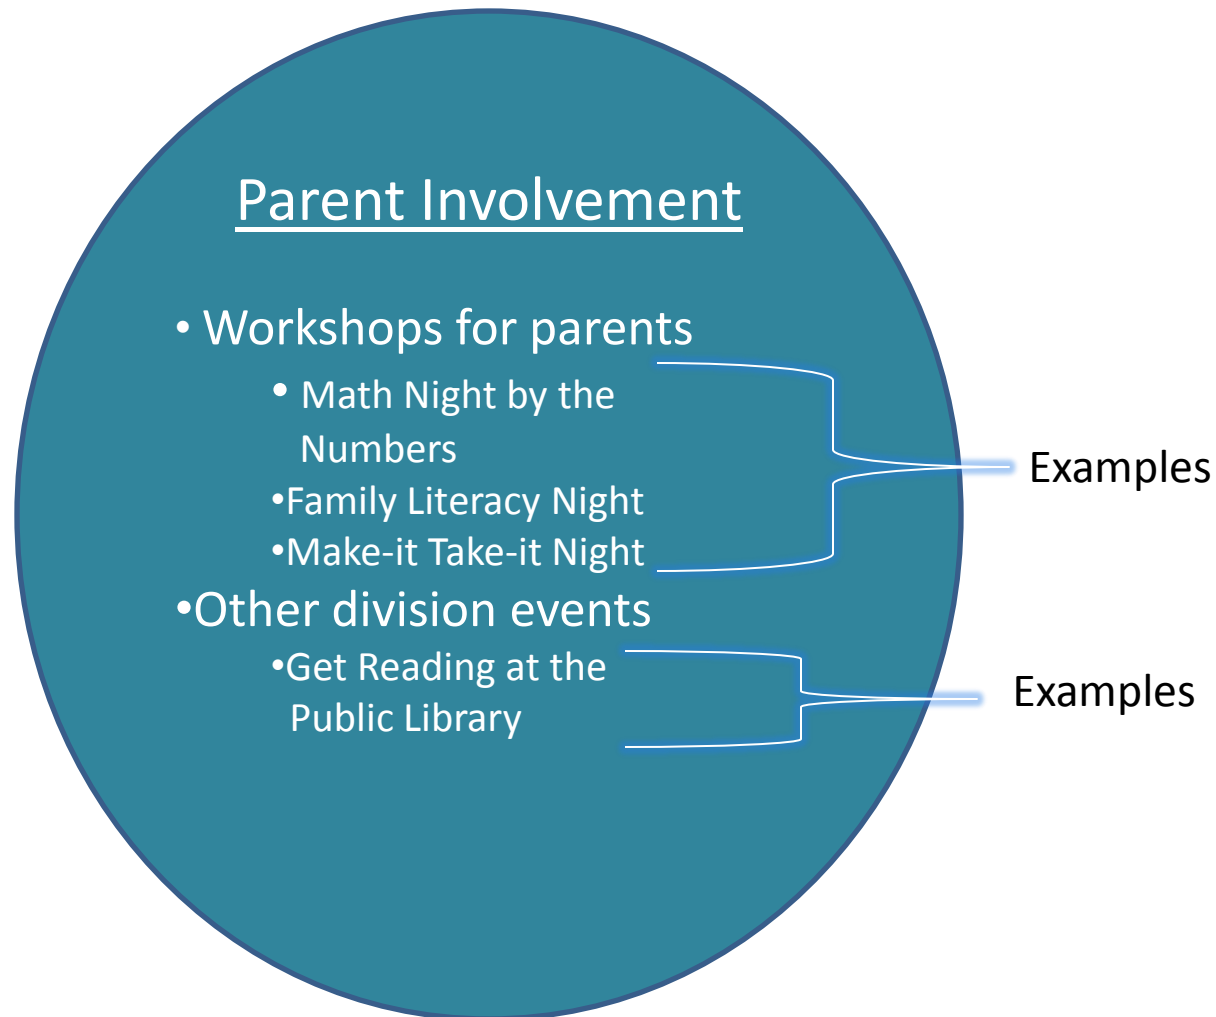 Parent Involvement
• Workshops for parents
• Math Night by the
Numbers
•Family Literacy Night
•Make-it Take-it Night
Examples
•Other division events
•Get Reading at the
Public Library
Examples